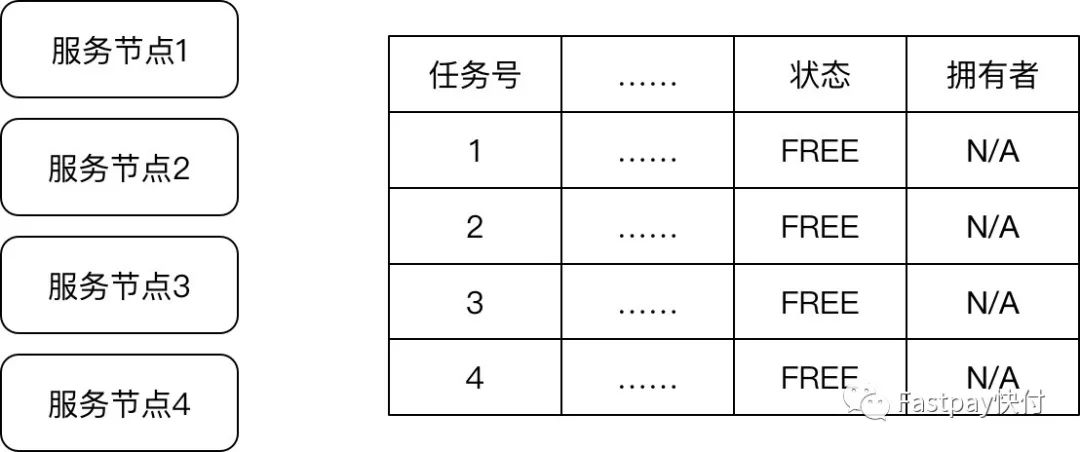 服务节点1
服务节点2
服务节点3
服务节点4
任务号 …… 状态 拥有者
1 …… FREE N/A
2 …… FREE N/A
3 …… FREE N/A
4 …… FREE N/A
Fastpay快付